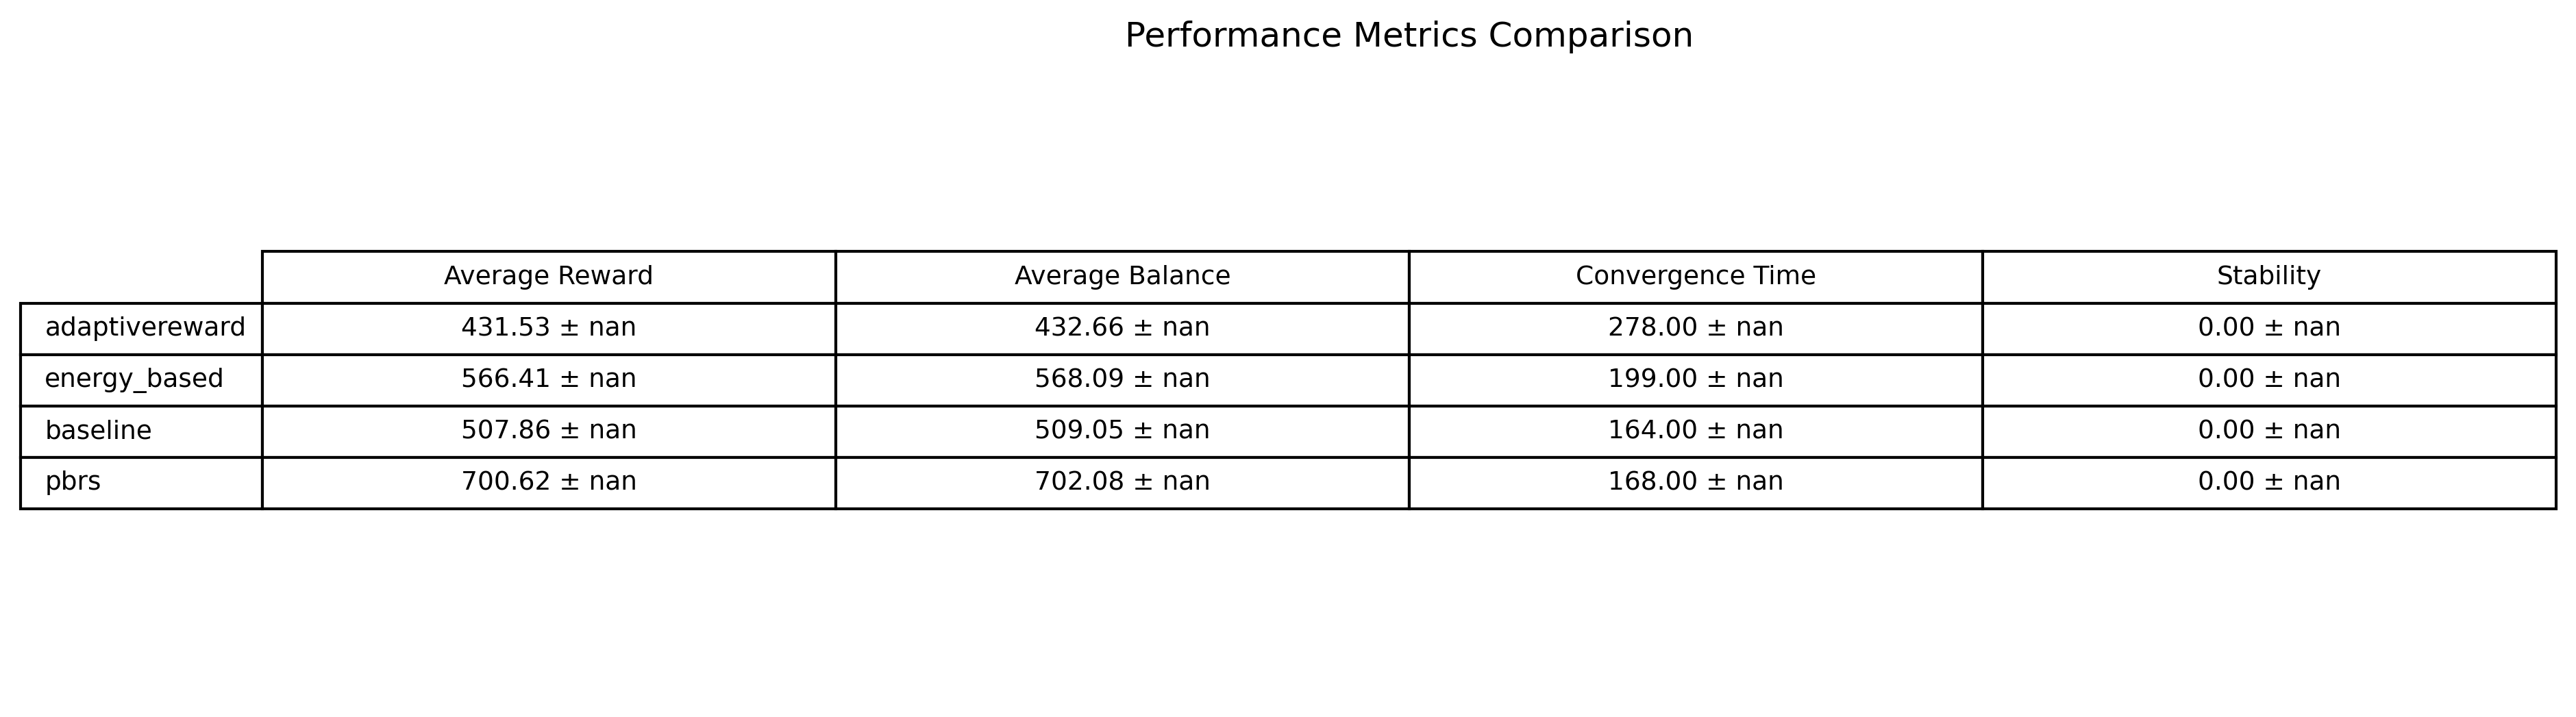 Performance Metrics Comparison
Average Reward Average Balance Convergence Time Stability
adaptivereward 431.53 ± nan 432.66 ± nan 278.00 ± nan 0.00 ± nan
energy_based 566.41 ± nan 568.09 ± nan 199.00 ± nan 0.00 ± nan
baseline 507.86 ± nan 509.05 ± nan 164.00 ± nan 0.00 ± nan
pbrs 700.62 ± nan 702.08 ± nan 168.00 ± nan 0.00 ± nan